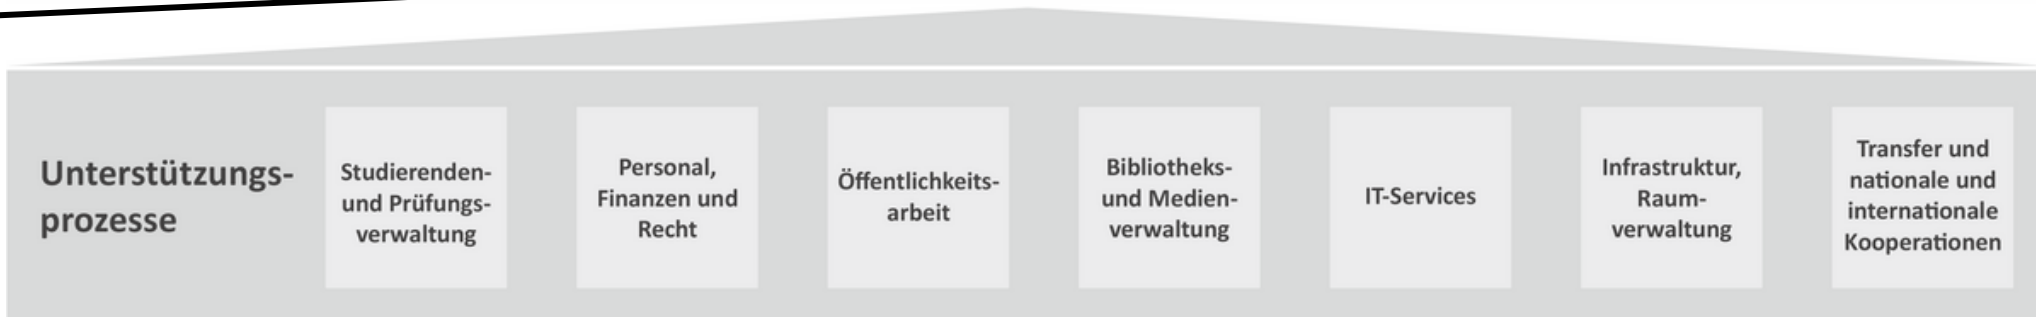 Unterstützungs-
prozesse
Studierenden-
und Prüfungs-
verwaltung
Personal,
Finanzen und
Recht
Öffentlichkeits-
arbeit
Bibliotheks-
und Medien-
verwaltung
IT-Services
Infrastruktur,
Raum-
verwaltung
Transfer und
nationale und
internationale
Kooperationen